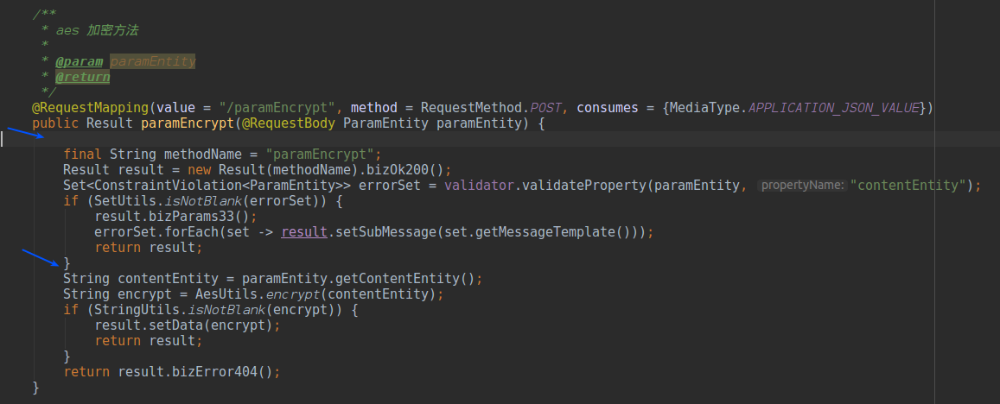 /**
 * aes 加密方法
 *
 * @param paramEntity
 * @return
 */
@RequestMapping(value = "/paramEncrypt", method = RequestMethod.POST, consumes = {MediaType.APPLICATION_JSON_VALUE})
public Result paramEncrypt(@RequestBody ParamEntity paramEntity) {
final String methodName = "paramEncrypt";
Result result = new Result(methodName).bizOk200();
Set<ConstraintViolation<ParamEntity>> errorSet = validator.validateProperty(paramEntity, propertyName: "contentEntity");
if (SetUtils.isNotBlank(errorSet)) {
result.bizParams33();
errorSet.forEach(set -> result.setSubMessage(set.getMessageTemplate()));
return result;
}
String contentEntity = paramEntity.getContentEntity();
String encrypt = AesUtils.encrypt(contentEntity);
if (StringUtils.isNotBlank(encrypt)) {
result.setData(encrypt);
return result;
}
return result.bizError404();
}